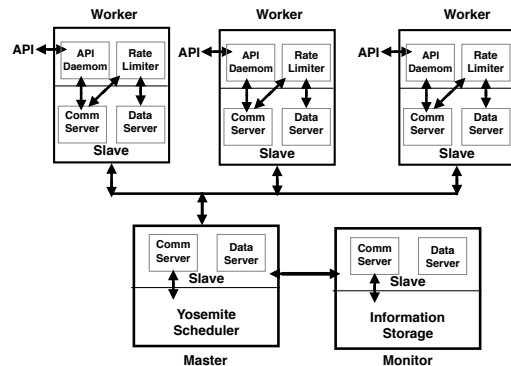 Worker Worker Worker
API API Daemom Rate Limiter API API Daemom Rate Limiter API API Daemom Rate Limiter
Comm Server Data Server Comm Server Data Server Comm Server Data Server
Slave Slave Slave
Comm Server Data Server Comm Server Data Server
Slave Slave
Yosemite Scheduler Information Storage
Master Monitor